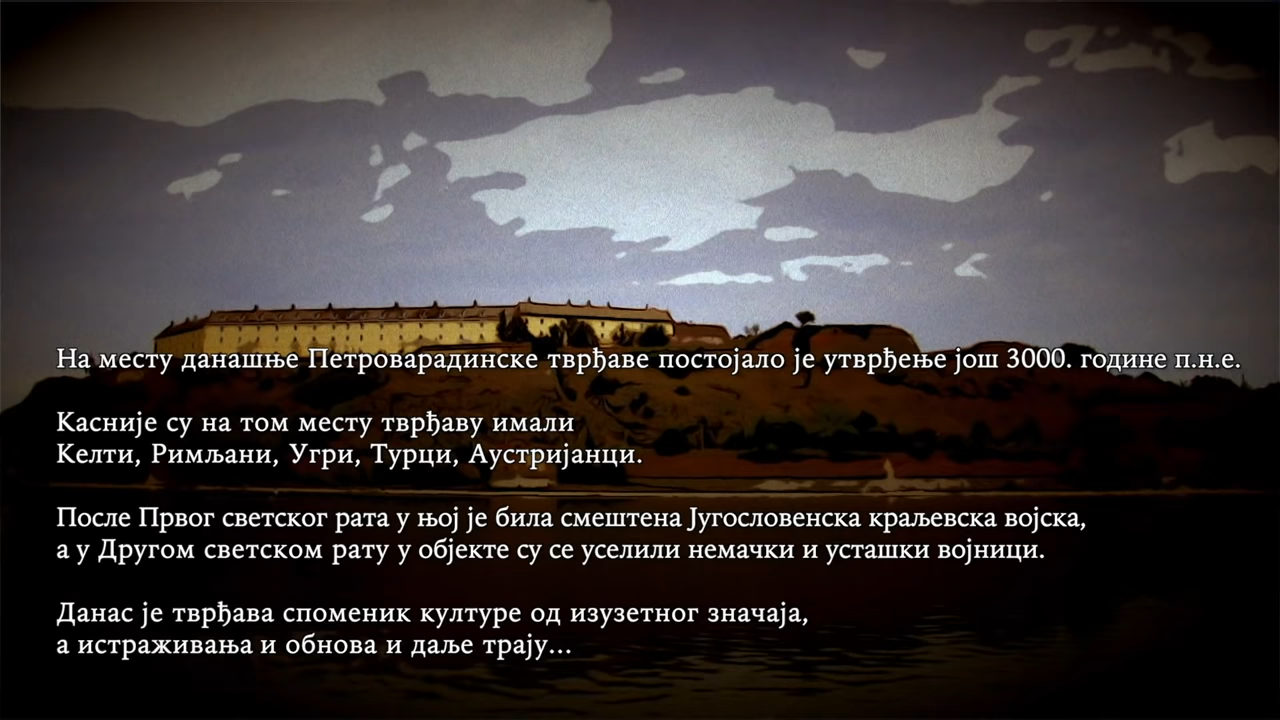 На месту данашње Петроварадинске тврђаве постојало је утврђење још 3000. године п.н.е.
Касније су на том месту тврђаву имали
Келти, Римљани, Угри, Турци, Аустријанци.
После Првог светског рата у њој је била смештена Југословенска краљевска војска,
а у Другом светском рату у објекте су се уселили немачки и усташки војници.
Данас је тврђава споменик културе од изузетног значаја,
а истраживања и обнова и даље трају...